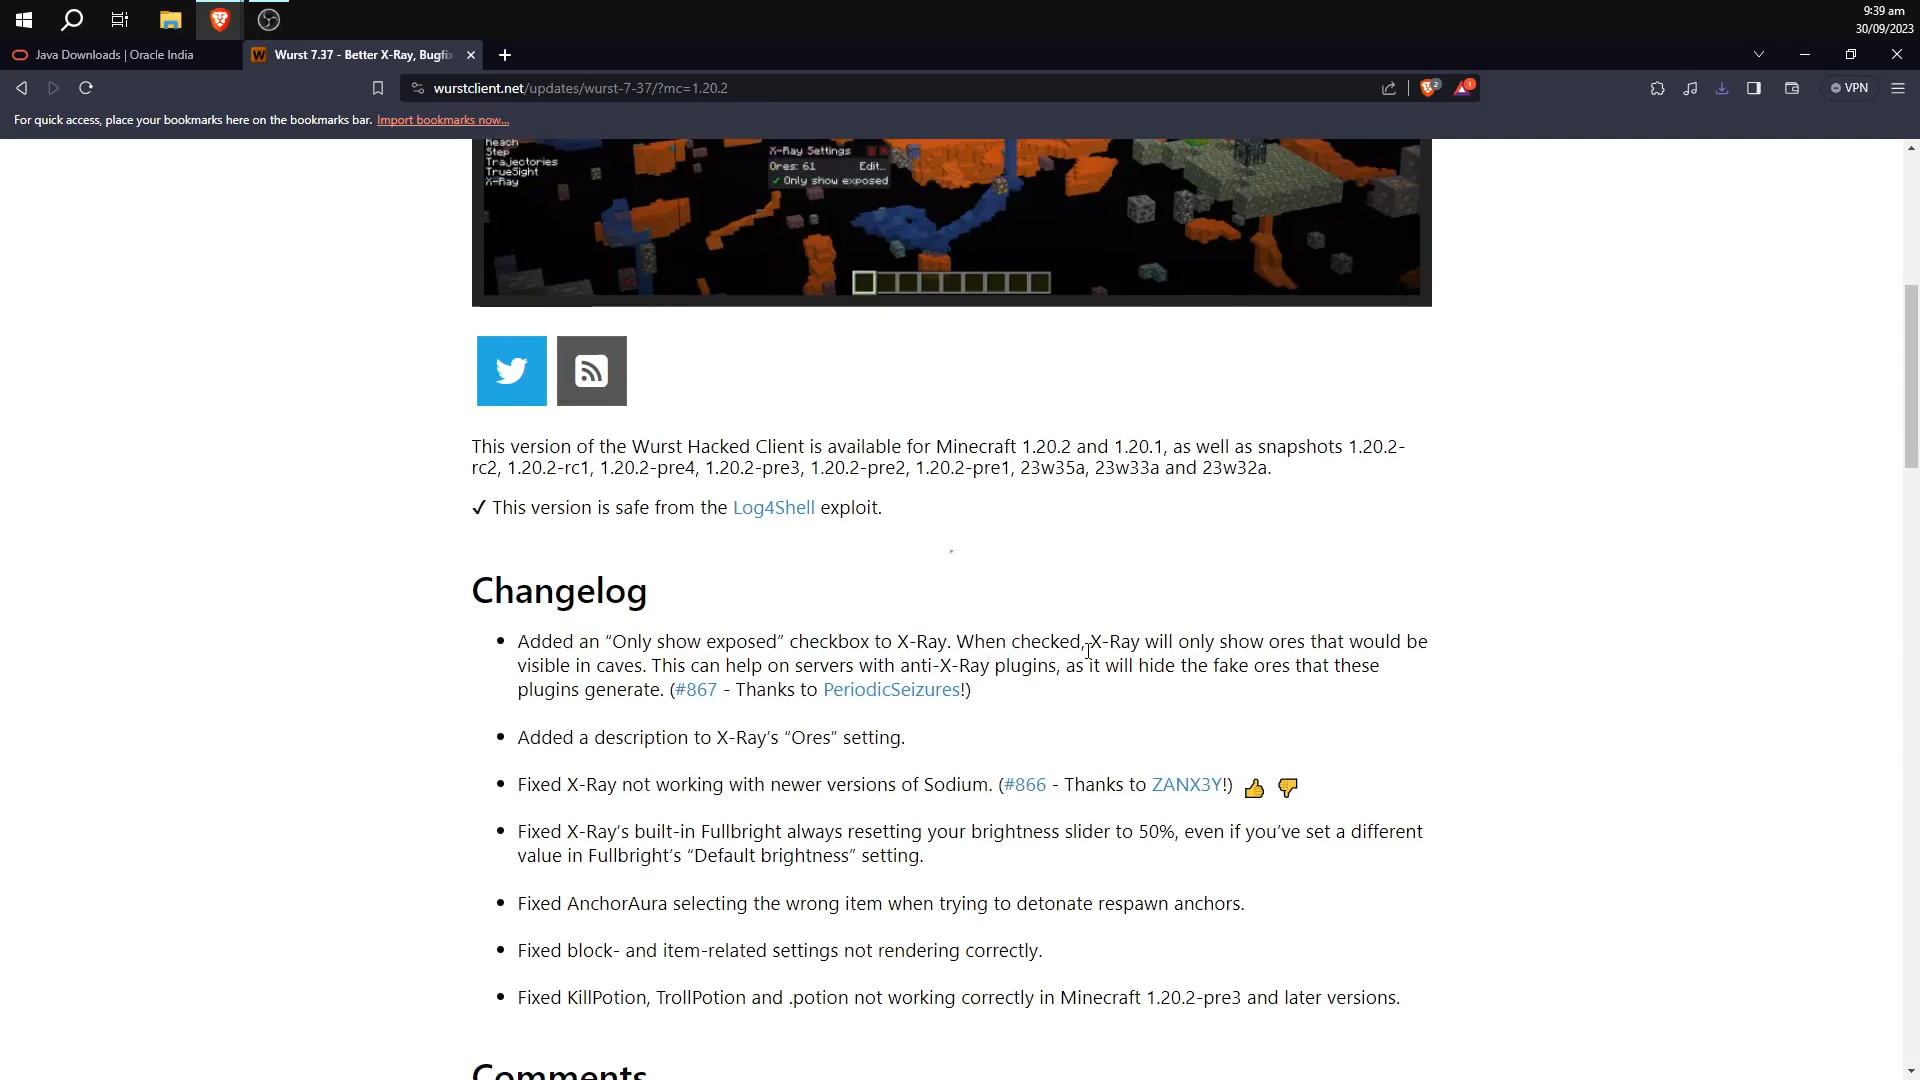 9:39 am
30/09/2023
Java Downloads | Oracle India
Wurst 7.37 - Better X-Ray, Bugfix
wurstclient.net/updates/wurst-7-37/?mc=1.20.2
2
1
VPN
For quick access, place your bookmarks here on the bookmarks bar. Import bookmarks now...
Reach
Step
Trajectories
TrueSight
X-Ray
X-Ray Settings
Ores: 61 Edit...
✓ Only show exposed
This version of the Wurst Hacked Client is available for Minecraft 1.20.2 and 1.20.1, as well as snapshots 1.20.2-
rc2, 1.20.2-rc1, 1.20.2-pre4, 1.20.2-pre3, 1.20.2-pre2, 1.20.2-pre1, 23w35a, 23w33a and 23w32a.
✓ This version is safe from the Log4Shell exploit.
Changelog
• Added an “Only show exposed” checkbox to X-Ray. When checked, X-Ray will only show ores that would be
visible in caves. This can help on servers with anti-X-Ray plugins, as it will hide the fake ores that these
plugins generate. (#867 - Thanks to PeriodicSeizures!)
• Added a description to X-Ray’s “Ores” setting.
• Fixed X-Ray not working with newer versions of Sodium. (#866 - Thanks to ZANX3Y!) 👍 👎
• Fixed X-Ray’s built-in Fullbright always resetting your brightness slider to 50%, even if you’ve set a different
value in Fullbright’s “Default brightness” setting.
• Fixed AnchorAura selecting the wrong item when trying to detonate respawn anchors.
• Fixed block- and item-related settings not rendering correctly.
• Fixed KillPotion, TrollPotion and .potion not working correctly in Minecraft 1.20.2-pre3 and later versions.
Comments